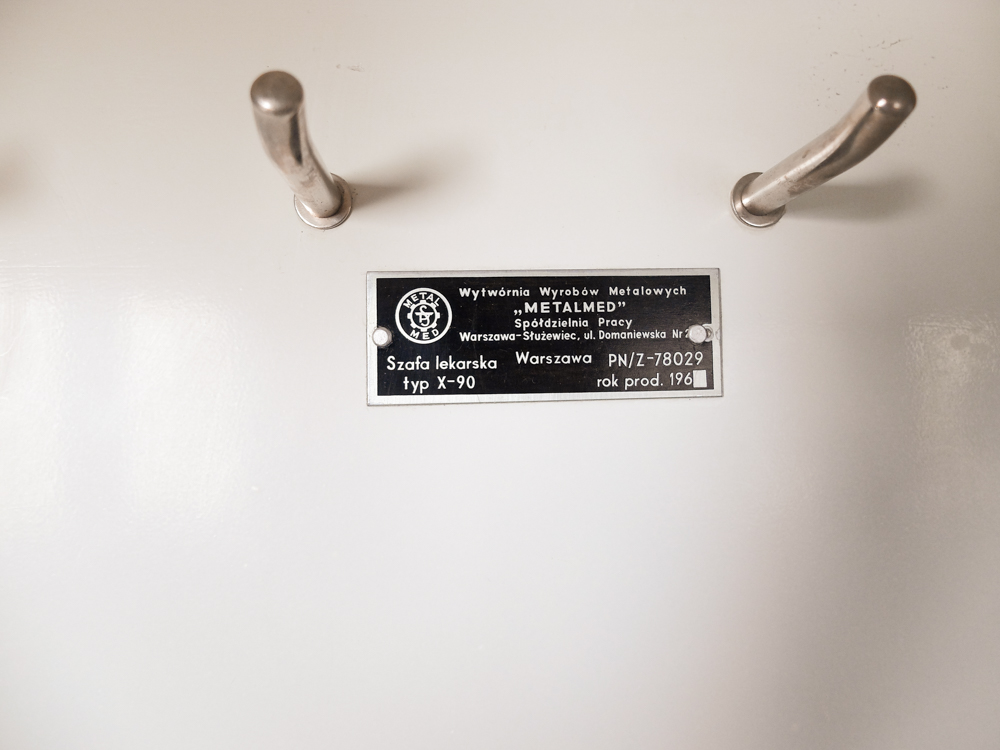 METAL
MED
Wytwórnia Wyrobów Metalowych
„METALMED”
Spółdzielnia Pracy
Warszawa-Służewiec, ul. Domaniewska Nr
Szafa lekarska Warszawa PN/Z-78029
typ X-90 rok prod. 196